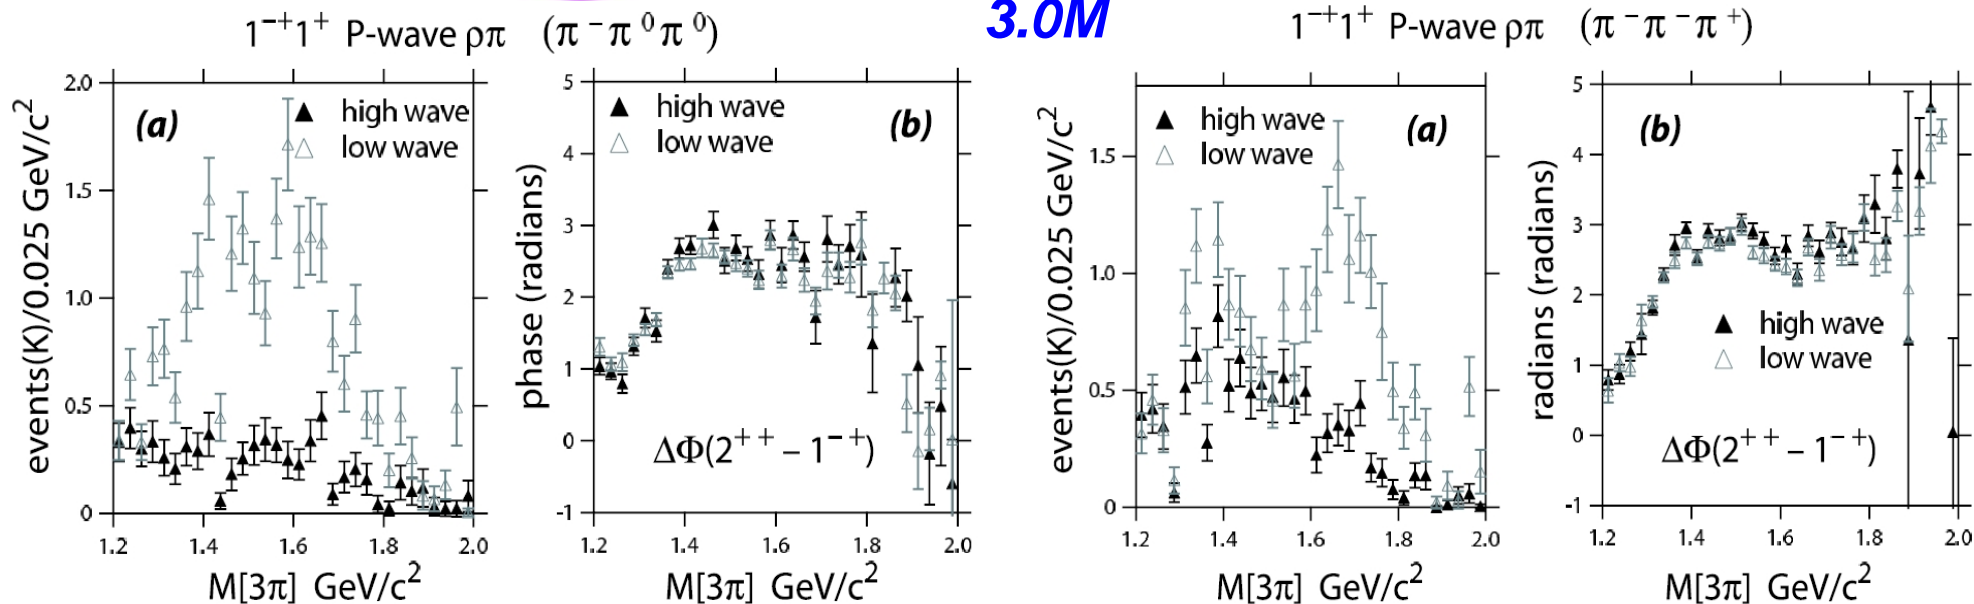 1⁻⁺1⁺ P-wave ρπ (π⁻π⁰π⁰)
3.0M
1⁻⁺1⁺ P-wave ρπ (π⁻π⁻π⁺)
events(K)/0.025 GeV/c²
2.0
1.5
1.0
0.5
0
(a)
high wave
low wave
1.2 1.4 1.6 1.8 2.0
M[3π] GeV/c²
phase (radians)
5
4
3
2
1
0
-1
high wave
low wave
(b)
ΔΦ(2⁺⁺ − 1⁻⁺)
1.2 1.4 1.6 1.8 2.0
M[3π] GeV/c²
events(K)/0.025 GeV/c²
1.5
1.0
0.5
0
high wave
low wave
(a)
1.2 1.4 1.6 1.8 2.0
M[3π] GeV/c²
radians (radians)
5
4
3
2
1
0
-1
(b)
high wave
low wave
ΔΦ(2⁺⁺ − 1⁻⁺)
1.2 1.4 1.6 1.8 2.0
M[3π] GeV/c²